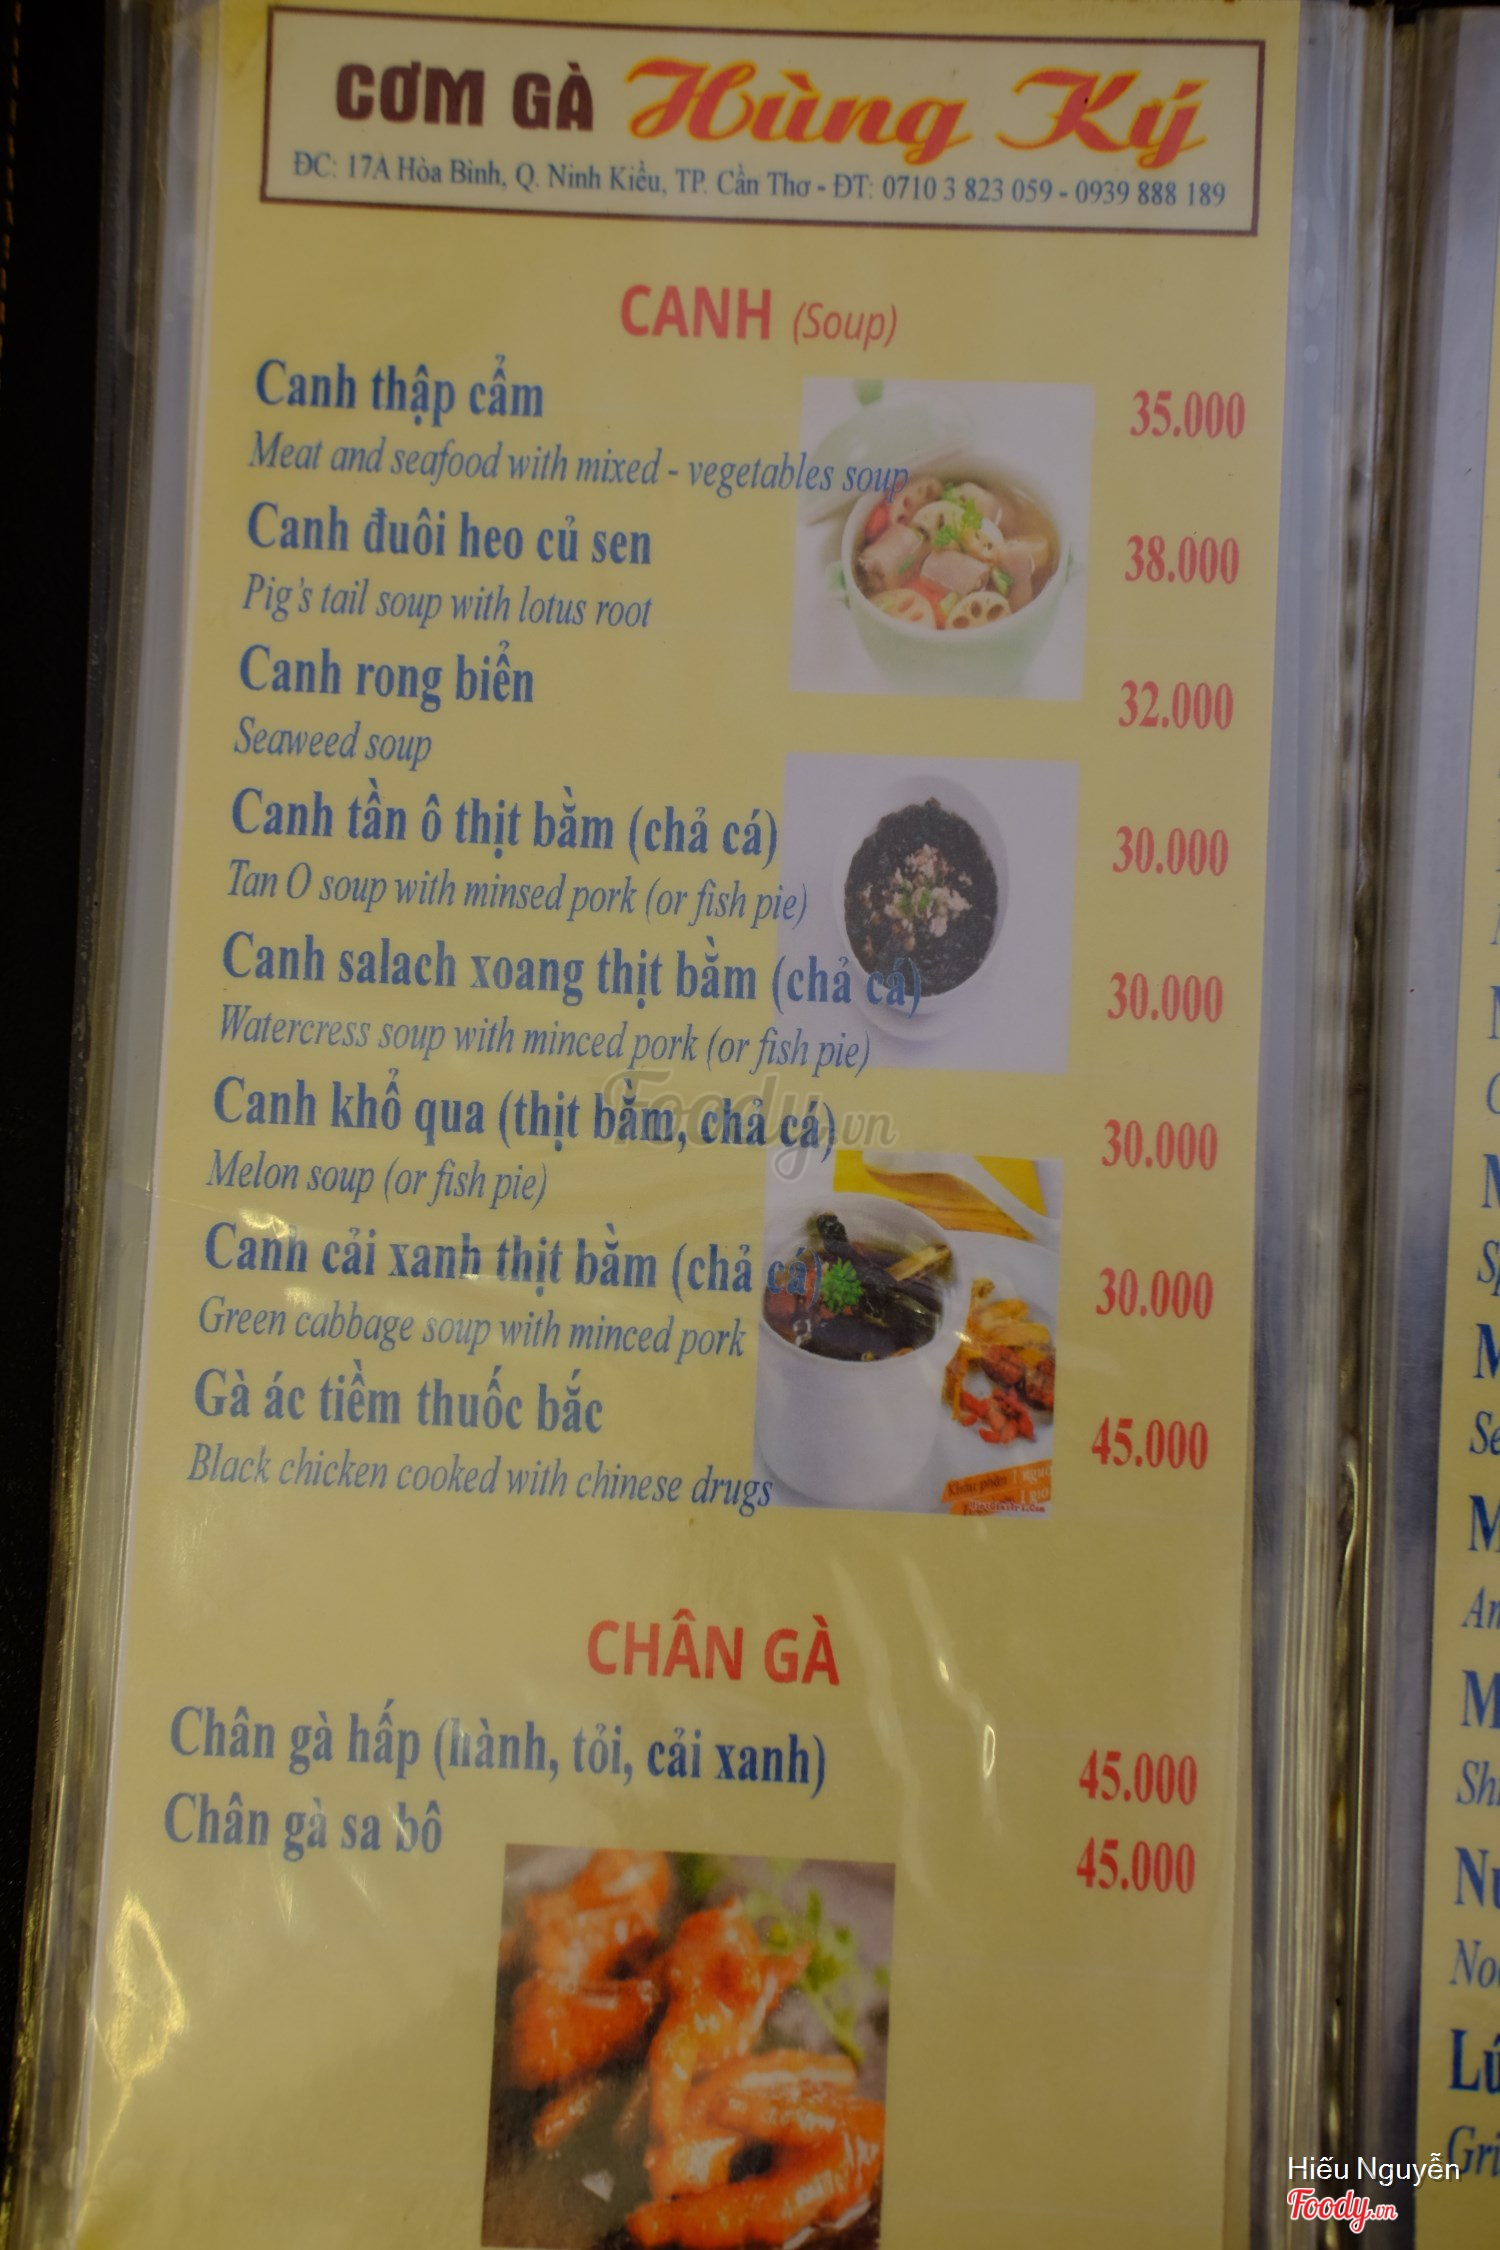 CƠM GÀ Hùng Ký
ĐC: 17A Hòa Bình, Q. Ninh Kiều, TP. Cần Thơ - ĐT: 0710 3 823 059 - 0939 888 189
CANH (Soup)
Canh thập cẩm 35.000
Meat and seafood with mixed - vegetables soup
Canh đuôi heo củ sen 38.000
Pig's tail soup with lotus root
Canh rong biển 32.000
Seaweed soup
Canh tần ô thịt bằm (chả cá) 30.000
Tan O soup with minsed pork (or fish pie)
Canh salach xoang thịt bằm (chả cá) 30.000
Watercress soup with minced pork (or fish pie)
Foody.vn
Canh khổ qua (thịt bằm, chả cá) 30.000
Melon soup (or fish pie)
Canh cải xanh thịt bằm (chả cá) 30.000
Green cabbage soup with minced pork
Gà ác tiềm thuốc bắc 45.000
Black chicken cooked with chinese drugs
Khẩu phần 1 người
CHÂN GÀ
Chân gà hấp (hành, tỏi, cải xanh) 45.000
Chân gà sa bô 45.000
Hiếu Nguyễn
Foody.vn